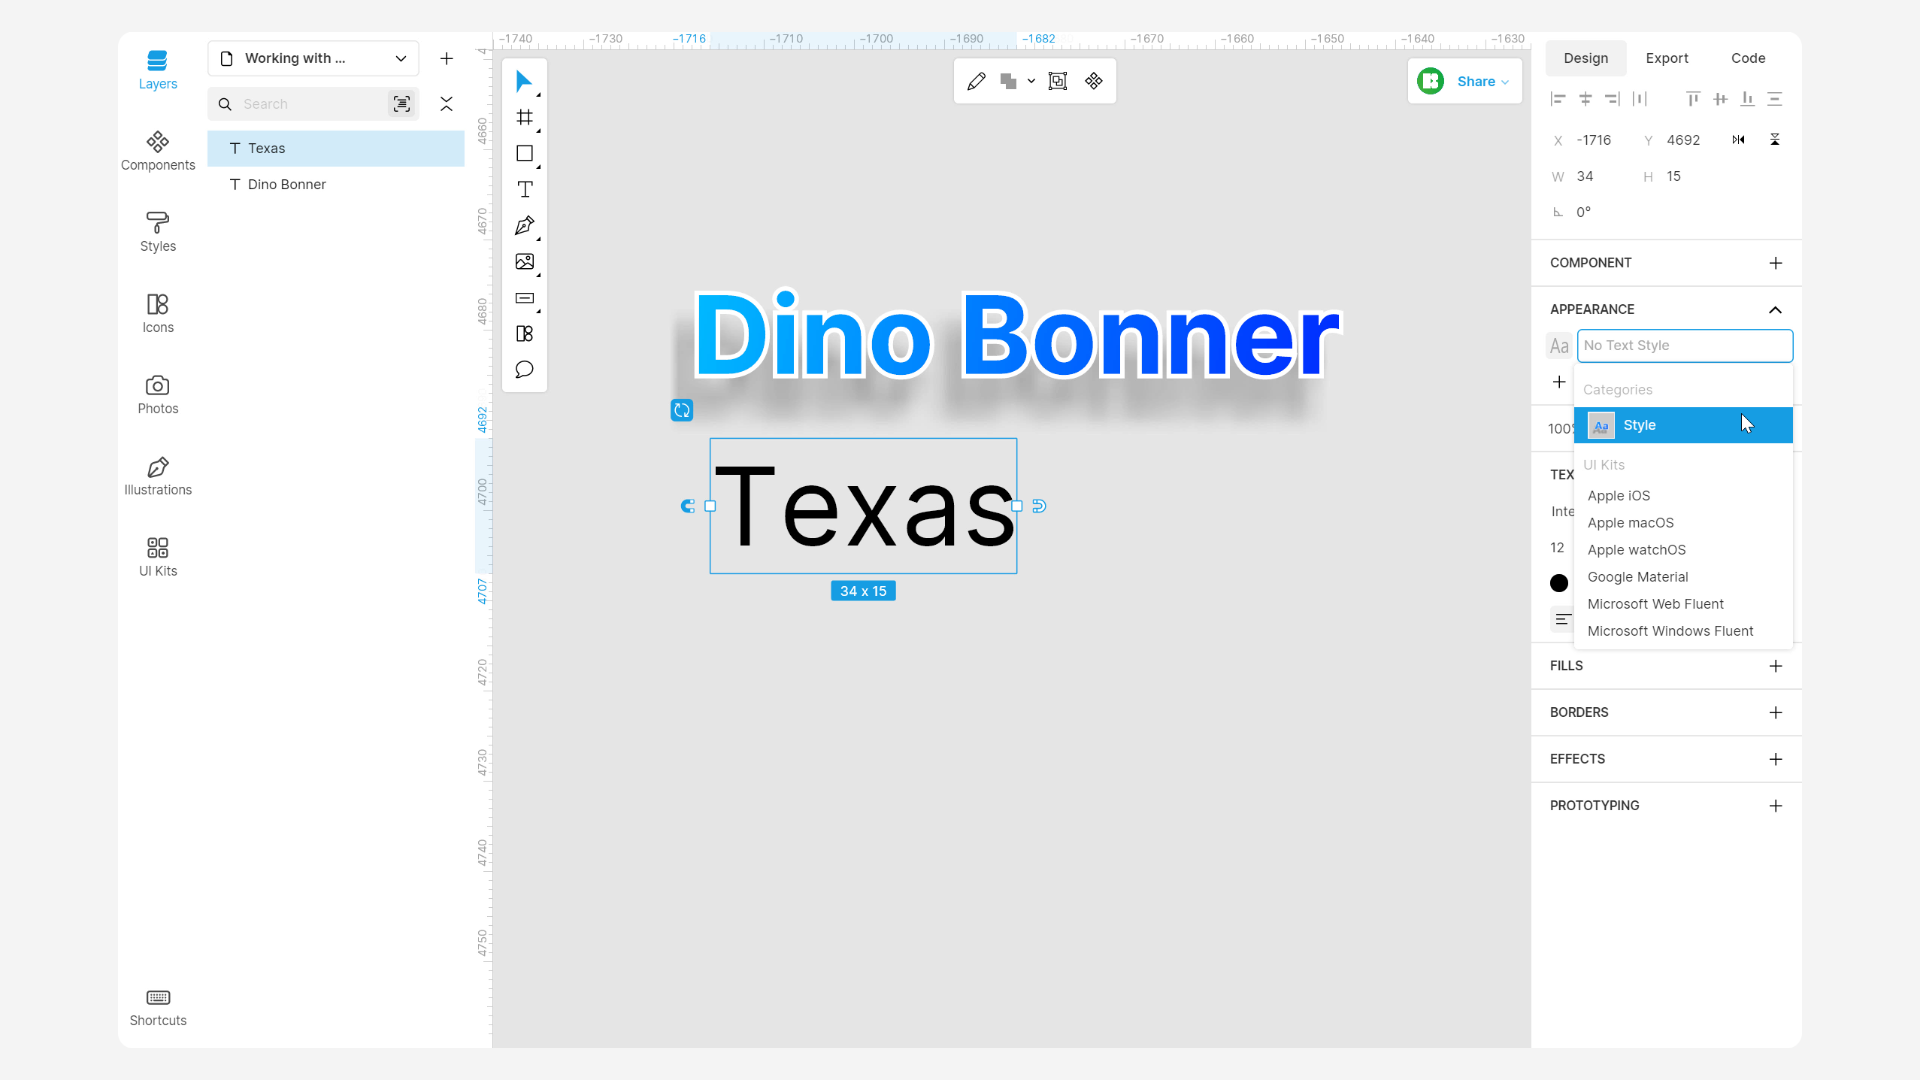 Layers
Components
Styles
Icons
Photos
Illustrations
UI Kits
Shortcuts
Working with ...
Search
Texas
Dino Bonner
-1740
-1730
-1716
-1710
-1700
-1690
-1682
-1670
-1660
-1650
-1640
-1630
4660
4670
4680
4692
4700
4707
4720
4730
4740
4750
Share
Dino Bonner
Texas
34 x 15
Design
Export
Code
X -1716
Y 4692
W 34
H 15
0°
COMPONENT
APPEARANCE
Aa No Text Style
Categories
100
Aa Style
UI Kits
TEX
Apple iOS
Inte
Apple macOS
12
Apple watchOS
Google Material
Microsoft Web Fluent
Microsoft Windows Fluent
FILLS
BORDERS
EFFECTS
PROTOTYPING